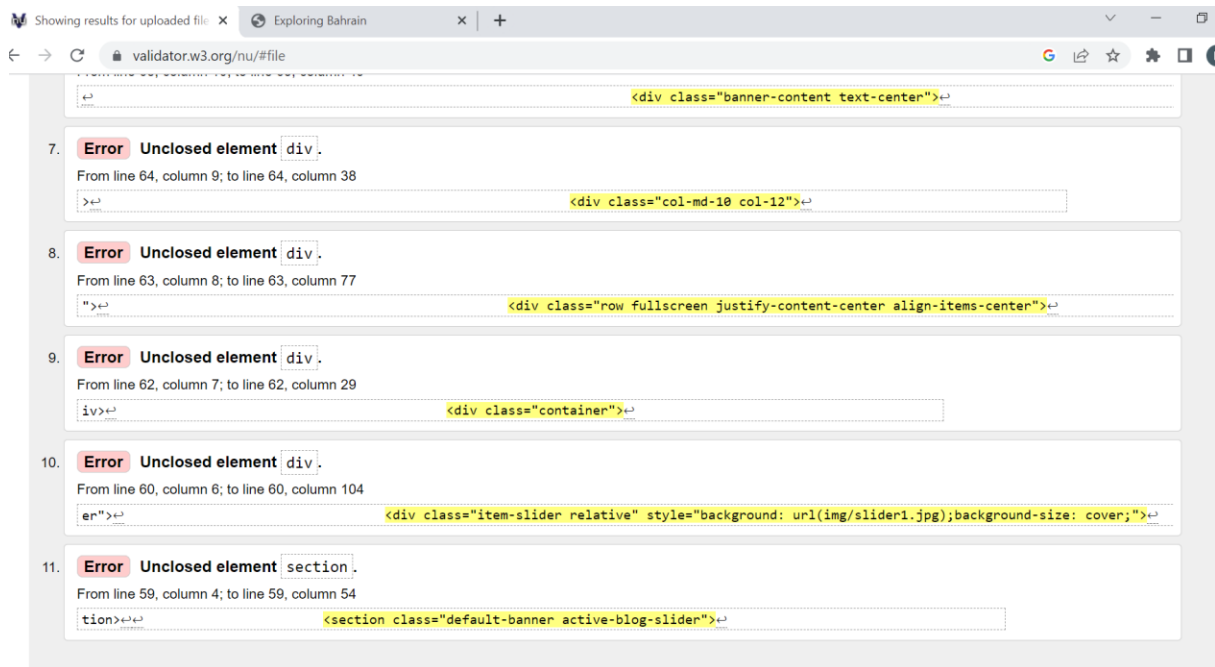 Showing results for uploaded file
Exploring Bahrain
validator.w3.org/nu/#file
<div class="banner-content text-center">↩
7. Error Unclosed element div.
From line 64, column 9; to line 64, column 38
>↩ <div class="col-md-10 col-12">↩
8. Error Unclosed element div.
From line 63, column 8; to line 63, column 77
">↩ <div class="row fullscreen justify-content-center align-items-center">↩
9. Error Unclosed element div.
From line 62, column 7; to line 62, column 29
iv>↩ <div class="container">↩
10. Error Unclosed element div.
From line 60, column 6; to line 60, column 104
er">↩ <div class="item-slider relative" style="background: url(img/slider1.jpg);background-size: cover;">↩
11. Error Unclosed element section.
From line 59, column 4; to line 59, column 54
tion>↩↩ <section class="default-banner active-blog-slider">↩